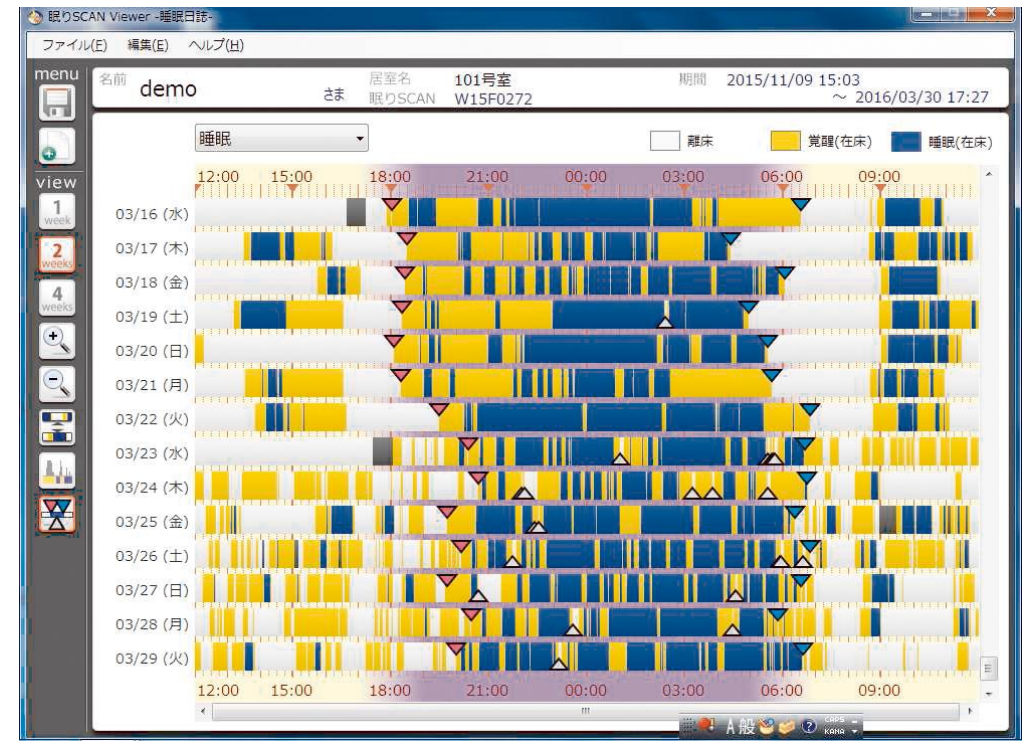 眠りSCAN Viewer -睡眠日誌-
ファイル(F) 編集(E) ヘルプ(H)
menu
名前 demo さま
居室名 101号室
眠りSCAN W15F0272
期間 2015/11/09 15:03
～ 2016/03/30 17:27
睡眠
離床 覚醒(在床) 睡眠(在床)
view
1 week
2 weeks
4 weeks
12:00 15:00 18:00 21:00 00:00 03:00 06:00 09:00
03/16 (水)
03/17 (木)
03/18 (金)
03/19 (土)
03/20 (日)
03/21 (月)
03/22 (火)
03/23 (水)
03/24 (木)
03/25 (金)
03/26 (土)
03/27 (日)
03/28 (月)
03/29 (火)
12:00 15:00 18:00 21:00 00:00 03:00 06:00 09:00
A 般 CAPS
KANA